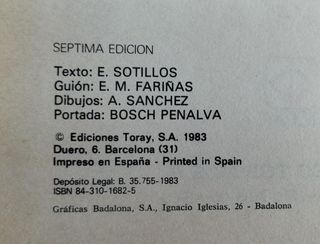 SEPTIMA EDICION
Texto: E. SOTILLOS
Guión: E. M. FARIÑAS
Dibujos: A. SANCHEZ
Portada: BOSCH PENALVA
© Ediciones Toray, S.A. 1983
Duero, 6. Barcelona (31)
Impreso en España - Printed in Spain
Depósito Legal: B. 35.755-1983
ISBN 84-310-1682-5
Gráficas Badalona, S.A., Ignacio Iglesias, 26 - Badalona